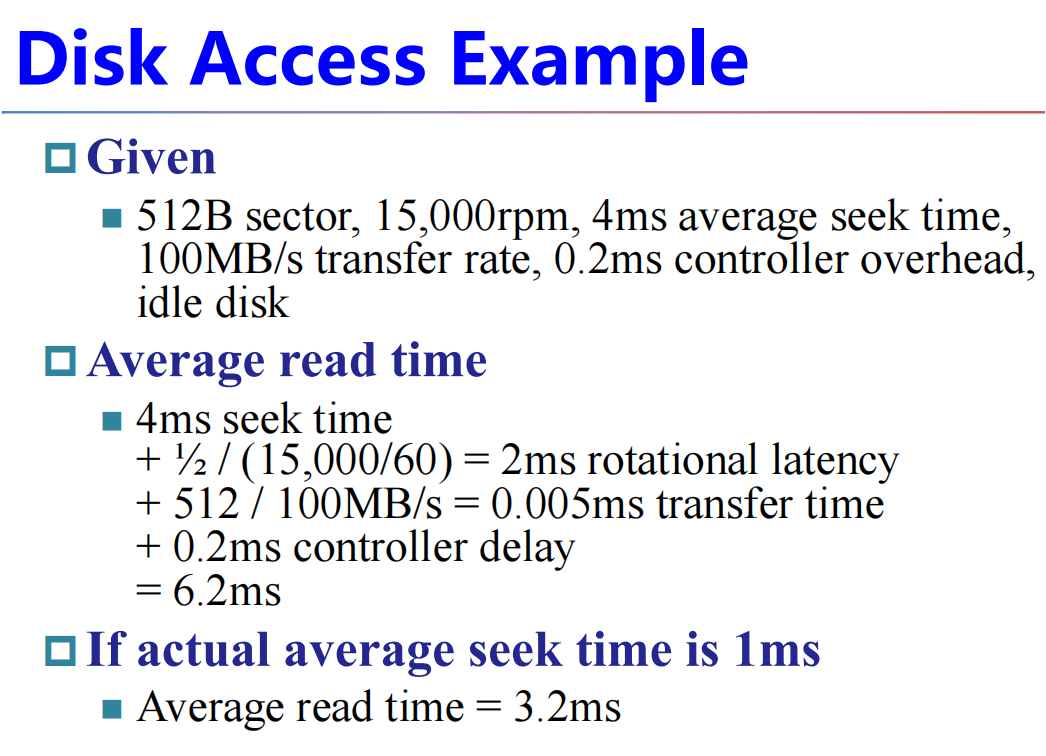 Disk Access Example
Given
512B sector, 15,000rpm, 4ms average seek time,
100MB/s transfer rate, 0.2ms controller overhead,
idle disk
Average read time
4ms seek time
+ ½ / (15,000/60) = 2ms rotational latency
+ 512 / 100MB/s = 0.005ms transfer time
+ 0.2ms controller delay
= 6.2ms
If actual average seek time is 1ms
Average read time = 3.2ms